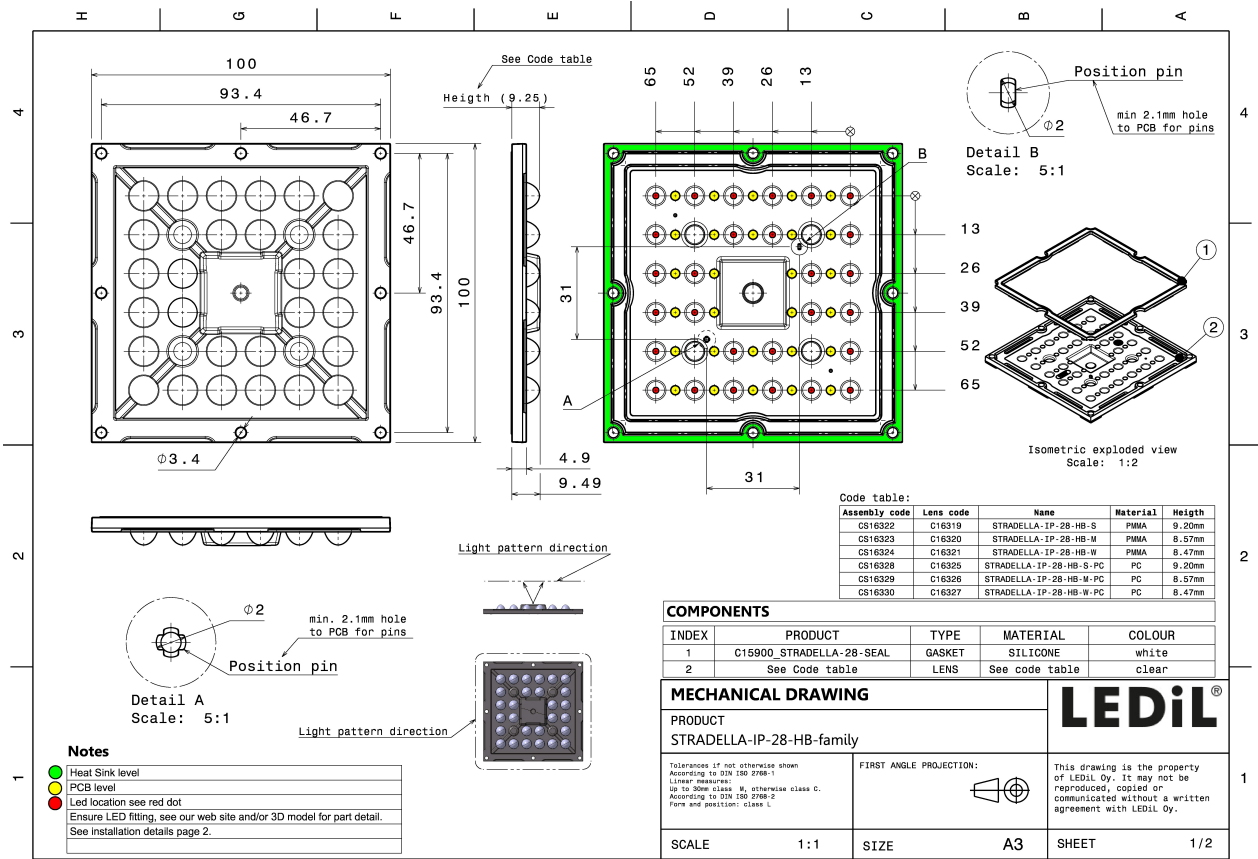 H G F E D C B A
4
3
2
1
4
3
2
1
100
93.4
46.7
46.7
93.4
100
Φ3.4
See Code table
Heigth (9.25)
4.9
9.49
65 52 39 26 13
B
A
31
31
13
26
39
52
65
Position pin
Φ2
min 2.1mm hole
to PCB for pins
Detail B
Scale: 5:1
1
2
Isometric exploded view
Scale: 1:2
Light pattern direction
Light pattern direction
Φ2
min. 2.1mm hole
to PCB for pins
Position pin
Detail A
Scale: 5:1
Code table:
Assembly code Lens code Name Material Heigth
CS16322 C16319 STRADELLA-IP-28-HB-S PMMA 9.20mm
CS16323 C16320 STRADELLA-IP-28-HB-M PMMA 8.57mm
CS16324 C16321 STRADELLA-IP-28-HB-W PMMA 8.47mm
CS16328 C16325 STRADELLA-IP-28-HB-S-PC PC 9.20mm
CS16329 C16326 STRADELLA-IP-28-HB-M-PC PC 8.57mm
CS16330 C16327 STRADELLA-IP-28-HB-W-PC PC 8.47mm
COMPONENTS
INDEX PRODUCT TYPE MATERIAL COLOUR
1 C15900_STRADELLA-28-SEAL GASKET SILICONE white
2 See Code table LENS See code table clear
MECHANICAL DRAWING
PRODUCT
STRADELLA-IP-28-HB-family
LEDiL®
Tolerances if not otherwise shown
According to DIN ISO 2768-1
Linear measures:
Up to 30mm class M, otherwise class C.
According to DIN ISO 2768-2
Form and position: class L
FIRST ANGLE PROJECTION:
This drawing is the property
of LEDiL Oy. It may not be
reproduced, copied or
communicated without a written
agreement with LEDiL Oy.
SCALE 1:1
SIZE A3
SHEET 1/2
Notes
Heat Sink level
PCB level
Led location see red dot
Ensure LED fitting, see our web site and/or 3D model for part detail.
See installation details page 2.